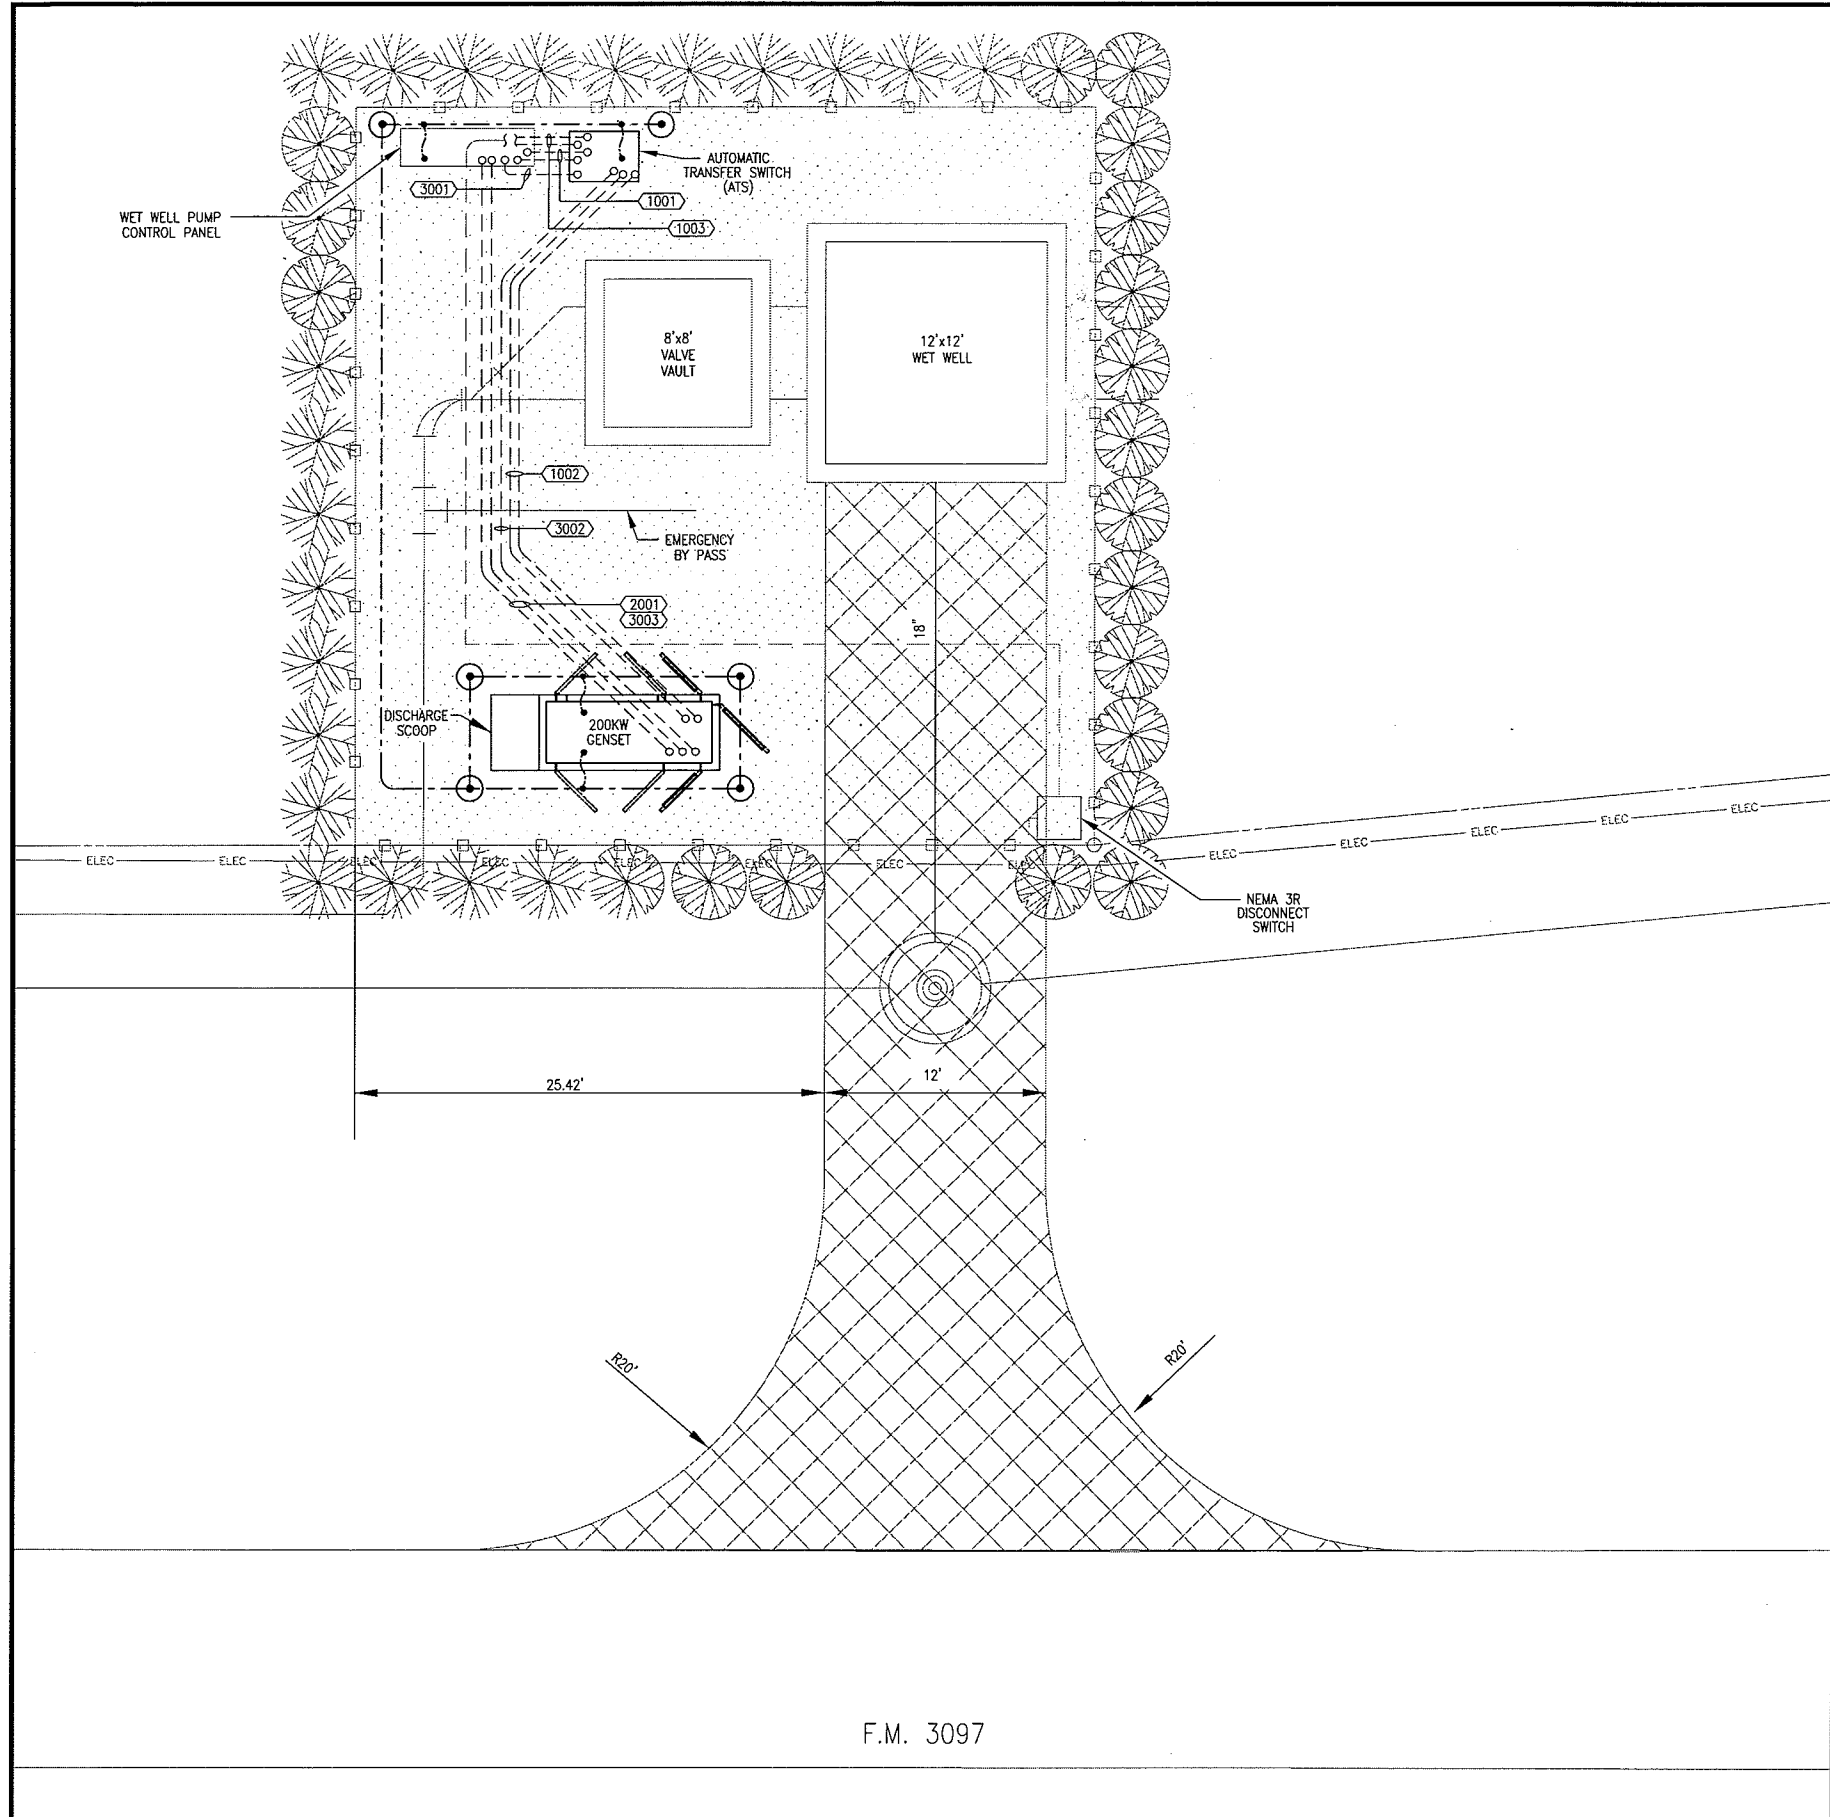 AUTOMATIC
TRANSFER SWITCH
(ATS)
3001
1001
1003
WET WELL PUMP
CONTROL PANEL
8'x8'
VALVE
VAULT
12'x12'
WET WELL
1002
3002
EMERGENCY
BY PASS
2001
3003
18"
DISCHARGE
SCOOP
200KW
GENSET
ELEC ELEC ELEC ELEC ELEC ELEC ELEC ELEC ELEC ELEC ELEC ELEC ELEC
NEMA 3R
DISCONNECT
SWITCH
25.42'
12'
R20'
R20'
F.M. 3097